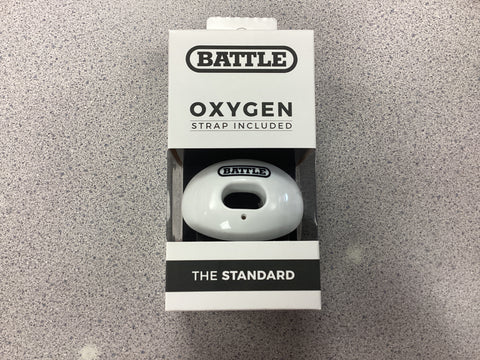 BATTLE
OXYGEN
STRAP INCLUDED
BATTLE
THE STANDARD